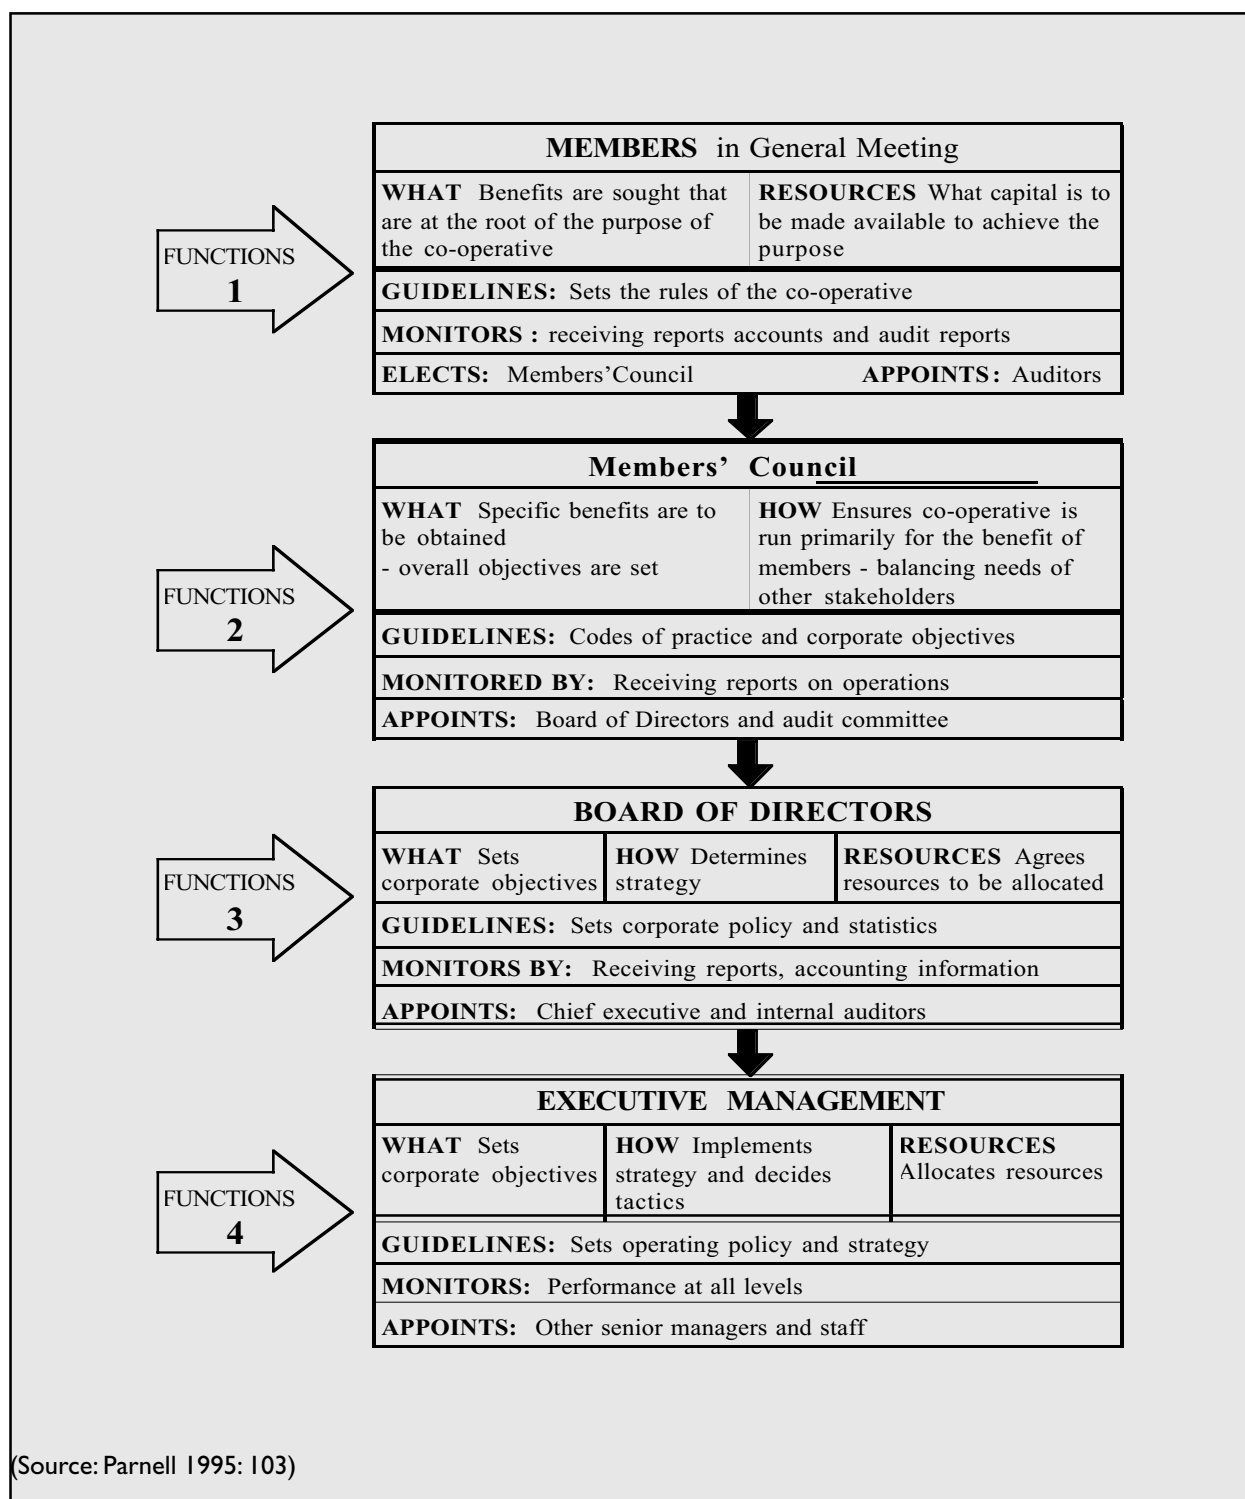 MEMBERS in General Meeting
FUNCTIONS
1
WHAT Benefits are sought that
are at the root of the purpose of
the co-operative
RESOURCES What capital is to
be made available to achieve the
purpose
GUIDELINES: Sets the rules of the co-operative
MONITORS : receiving reports accounts and audit reports
ELECTS: Members'Council APPOINTS: Auditors
Members’ Council
FUNCTIONS
2
WHAT Specific benefits are to
be obtained
- overall objectives are set
HOW Ensures co-operative is
run primarily for the benefit of
members - balancing needs of
other stakeholders
GUIDELINES: Codes of practice and corporate objectives
MONITORED BY: Receiving reports on operations
APPOINTS: Board of Directors and audit committee
BOARD OF DIRECTORS
FUNCTIONS
3
WHAT Sets
corporate objectives
HOW Determines
strategy
RESOURCES Agrees
resources to be allocated
GUIDELINES: Sets corporate policy and statistics
MONITORS BY: Receiving reports, accounting information
APPOINTS: Chief executive and internal auditors
EXECUTIVE MANAGEMENT
FUNCTIONS
4
WHAT Sets
corporate objectives
HOW Implements
strategy and decides
tactics
RESOURCES
Allocates resources
GUIDELINES: Sets operating policy and strategy
MONITORS: Performance at all levels
APPOINTS: Other senior managers and staff
(Source: Parnell 1995: 103)